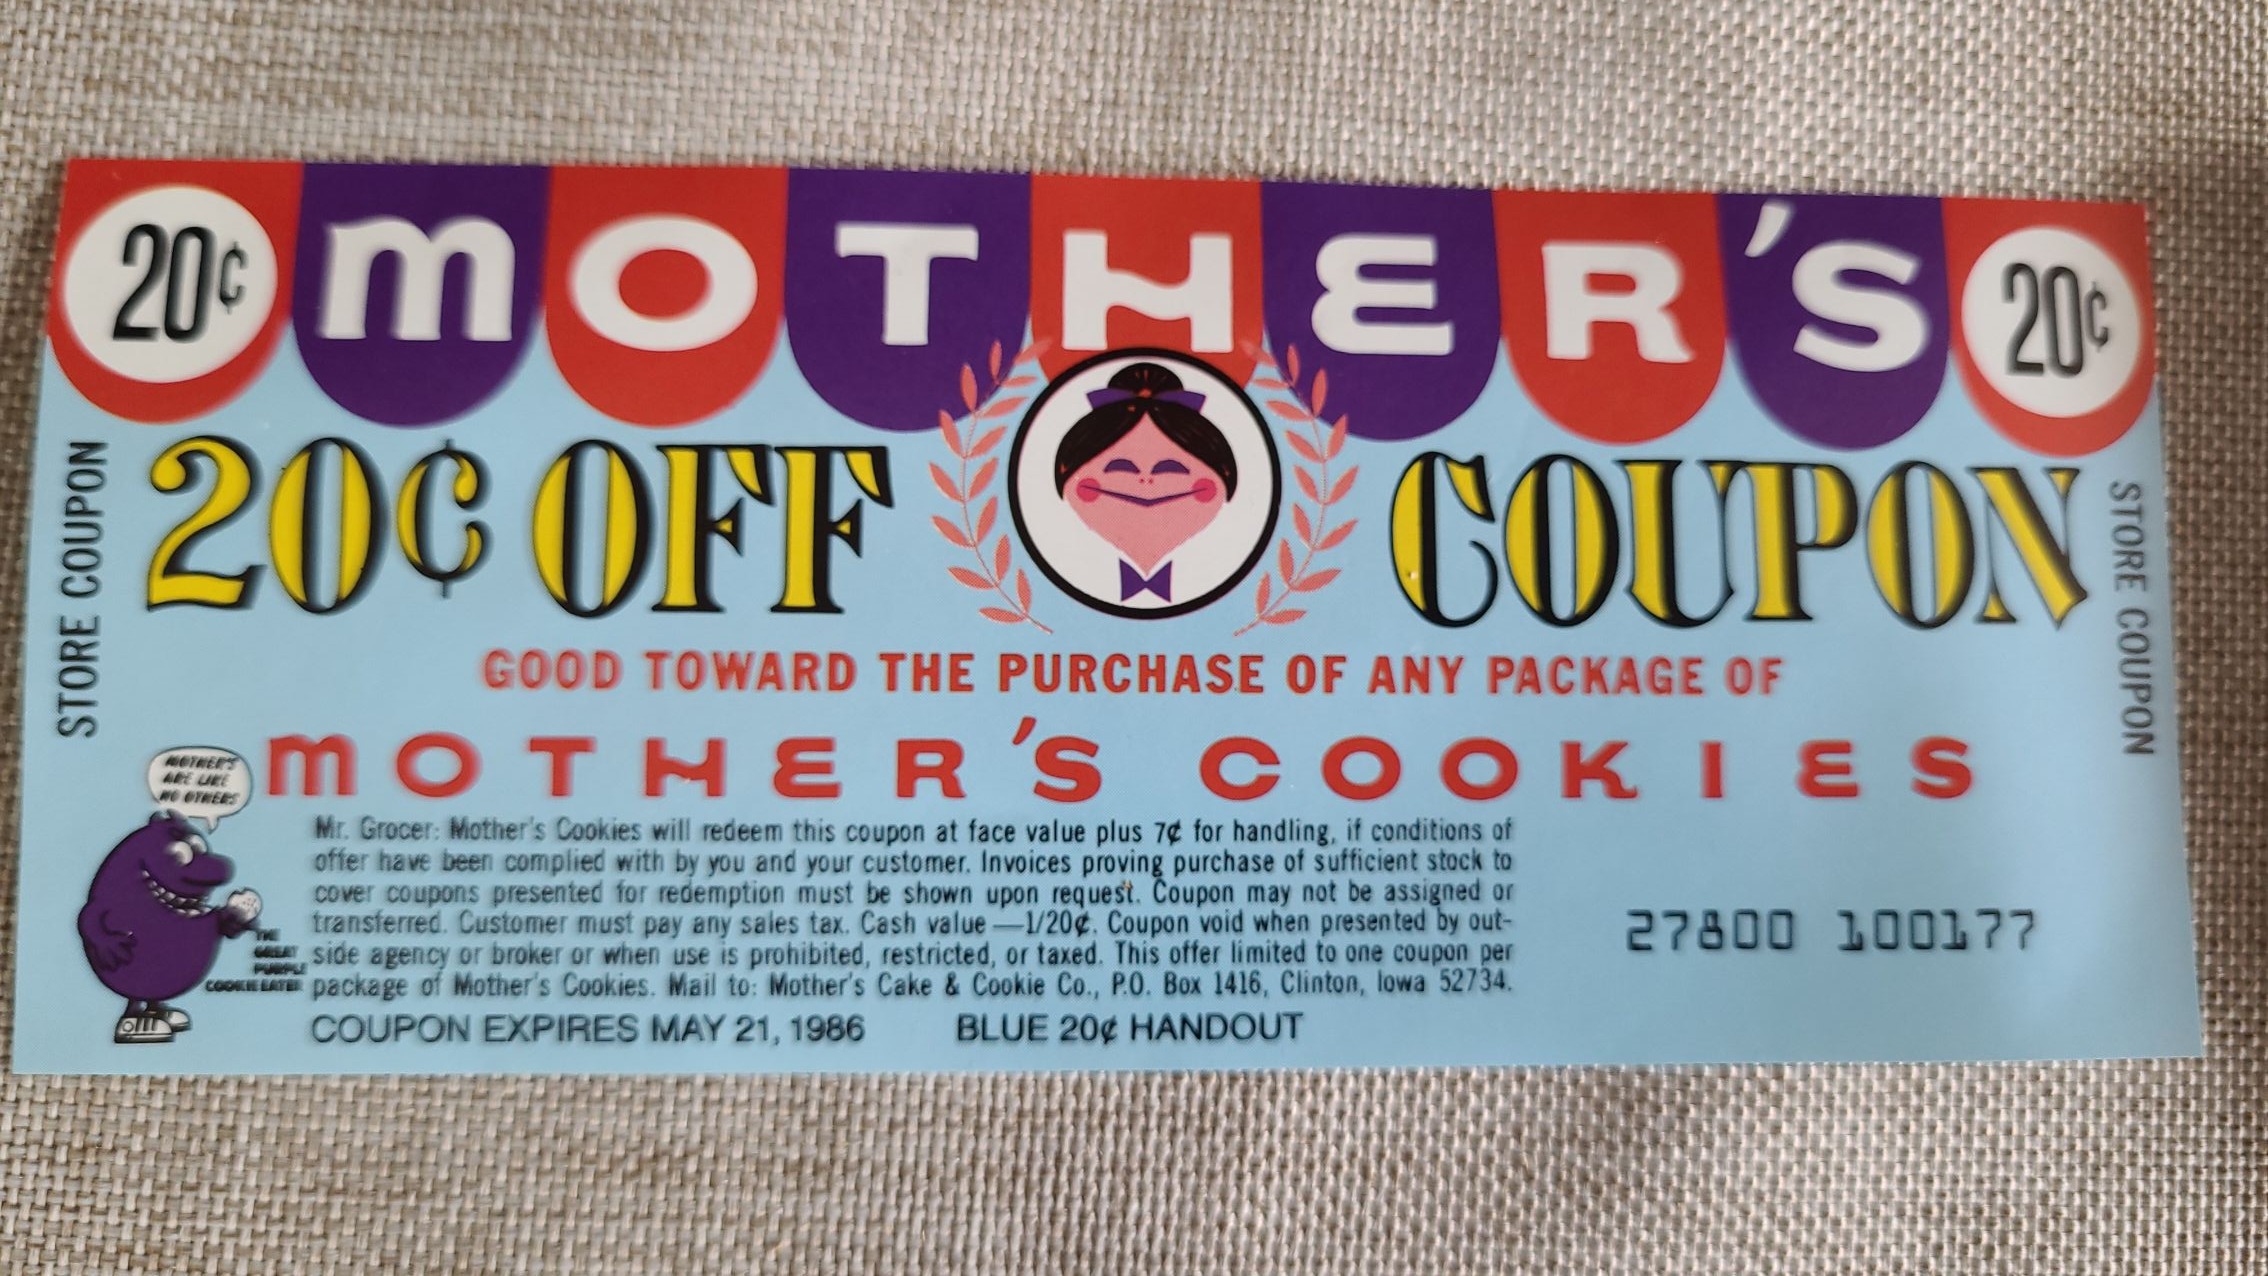 20¢ MOTHER'S 20¢
STORE COUPON
20¢ OFF COUPON
STORE COUPON
GOOD TOWARD THE PURCHASE OF ANY PACKAGE OF
MOTHER'S COOKIES
MOTHER'S
ARE LIKE
NO OTHERS
THE
GREAT
PURPLE
COOKIE EATER
Mr. Grocer: Mother's Cookies will redeem this coupon at face value plus 7¢ for handling, if conditions of
offer have been complied with by you and your customer. Invoices proving purchase of sufficient stock to
cover coupons presented for redemption must be shown upon request. Coupon may not be assigned or
transferred. Customer must pay any sales tax. Cash value —1/20¢. Coupon void when presented by out-
side agency or broker or when use is prohibited, restricted, or taxed. This offer limited to one coupon per
package of Mother's Cookies. Mail to: Mother's Cake & Cookie Co., P.O. Box 1416, Clinton, Iowa 52734.
27800 100177
COUPON EXPIRES MAY 21, 1986 BLUE 20¢ HANDOUT